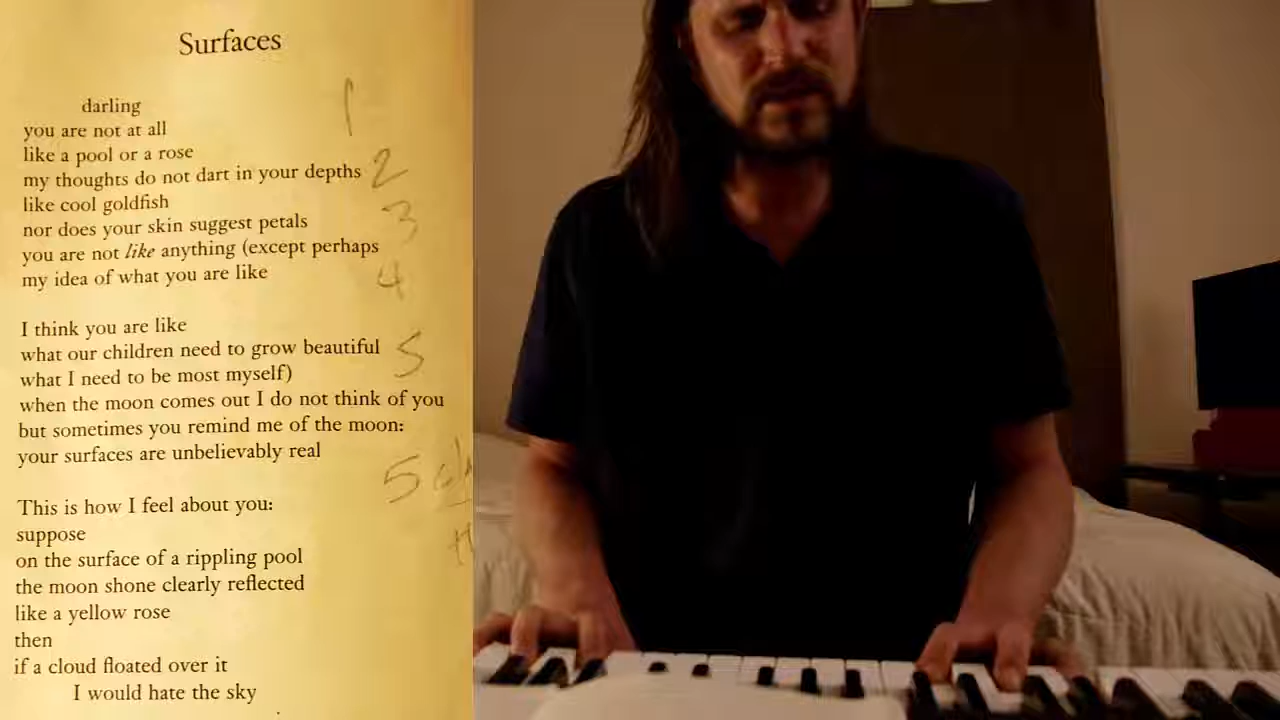 Surfaces
darling
1
you are not at all
like a pool or a rose
my thoughts do not dart in your depths
2
like cool goldfish
nor does your skin suggest petals
3
you are not like anything (except perhaps
my idea of what you are like
4
I think you are like
what our children need to grow beautiful
5
what I need to be most myself)
when the moon comes out I do not think of you
but sometimes you remind me of the moon:
your surfaces are unbelievably real
5
This is how I feel about you:
suppose
on the surface of a rippling pool
the moon shone clearly reflected
like a yellow rose
then
if a cloud floated over it
I would hate the sky